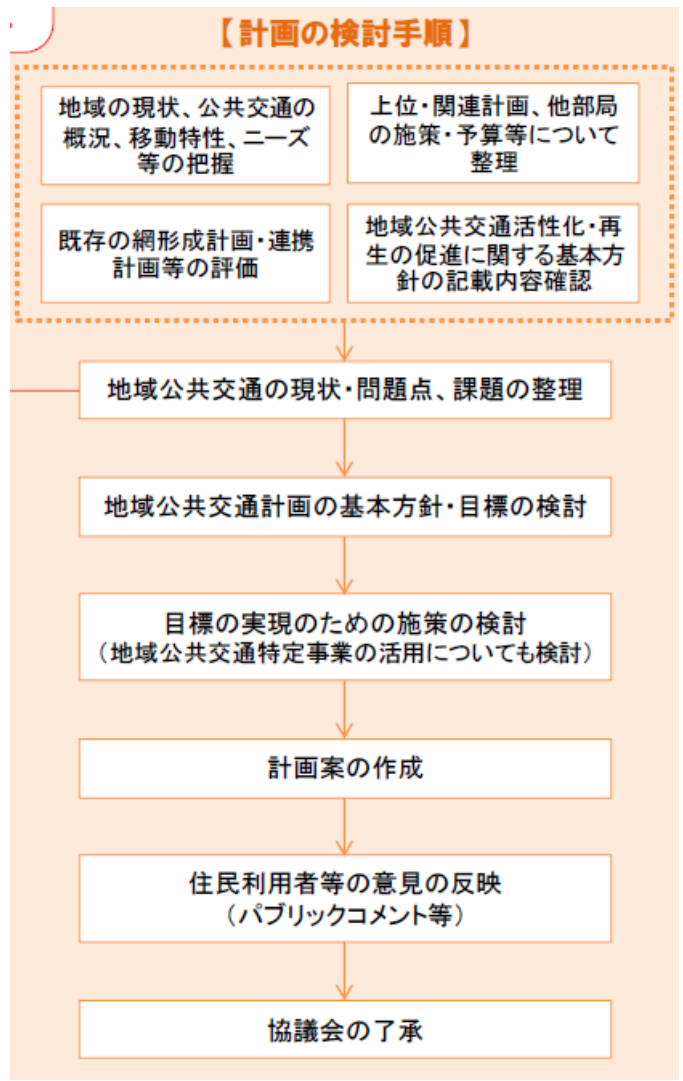 【計画の検討手順】
地域の現状、公共交通の
概況、移動特性、ニーズ
等の把握
上位・関連計画、他部局
の施策・予算等について
整理
既存の網形成計画・連携
計画等の評価
地域公共交通活性化・再
生の促進に関する基本方
針の記載内容確認
地域公共交通の現状・問題点、課題の整理
地域公共交通計画の基本方針・目標の検討
目標の実現のための施策の検討
（地域公共交通特定事業の活用についても検討）
計画案の作成
住民利用者等の意見の反映
（パブリックコメント等）
協議会の了承